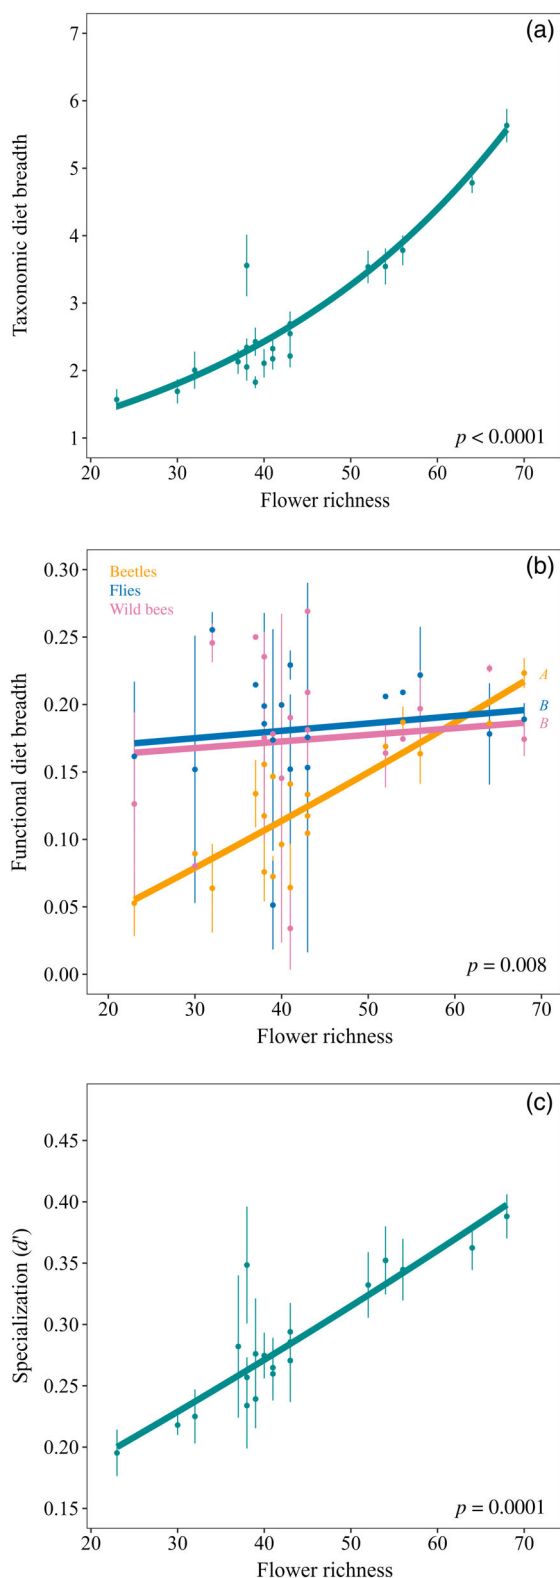 (a)
7
6
5
4
3
2
1
Taxonomic diet breadth
p < 0.0001
20 30 40 50 60 70
Flower richness
(b)
0.30
0.25
0.20
0.15
0.10
0.05
0.00
Functional diet breadth
Beetles
Flies
Wild bees
A
B
B
p = 0.008
20 30 40 50 60 70
Flower richness
(c)
0.45
0.40
0.35
0.30
0.25
0.20
0.15
Specialization (d')
p = 0.0001
20 30 40 50 60 70
Flower richness